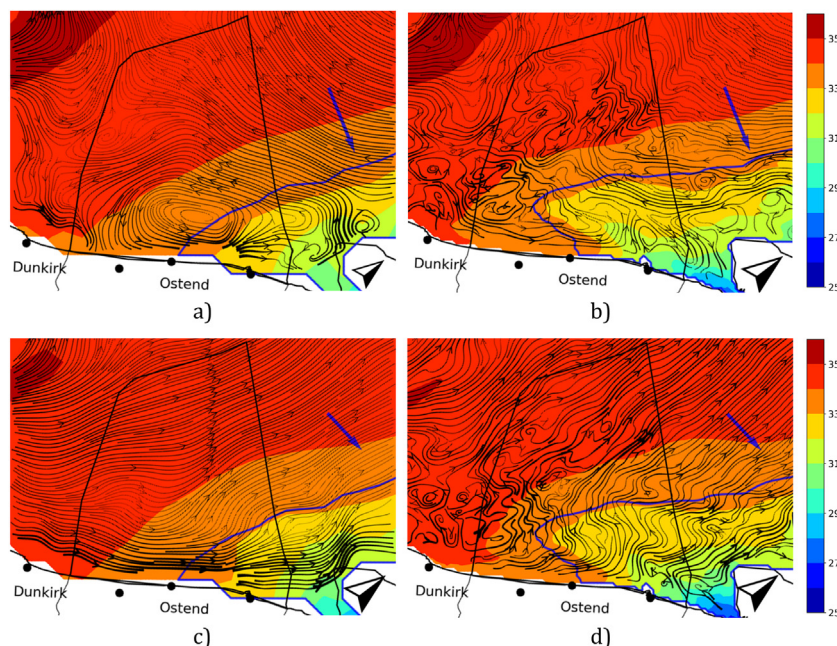 35
33
31
29
27
25
Dunkirk
Ostend
a)
Dunkirk
Ostend
b)
35
33
31
29
27
25
Dunkirk
Ostend
c)
Dunkirk
Ostend
d)